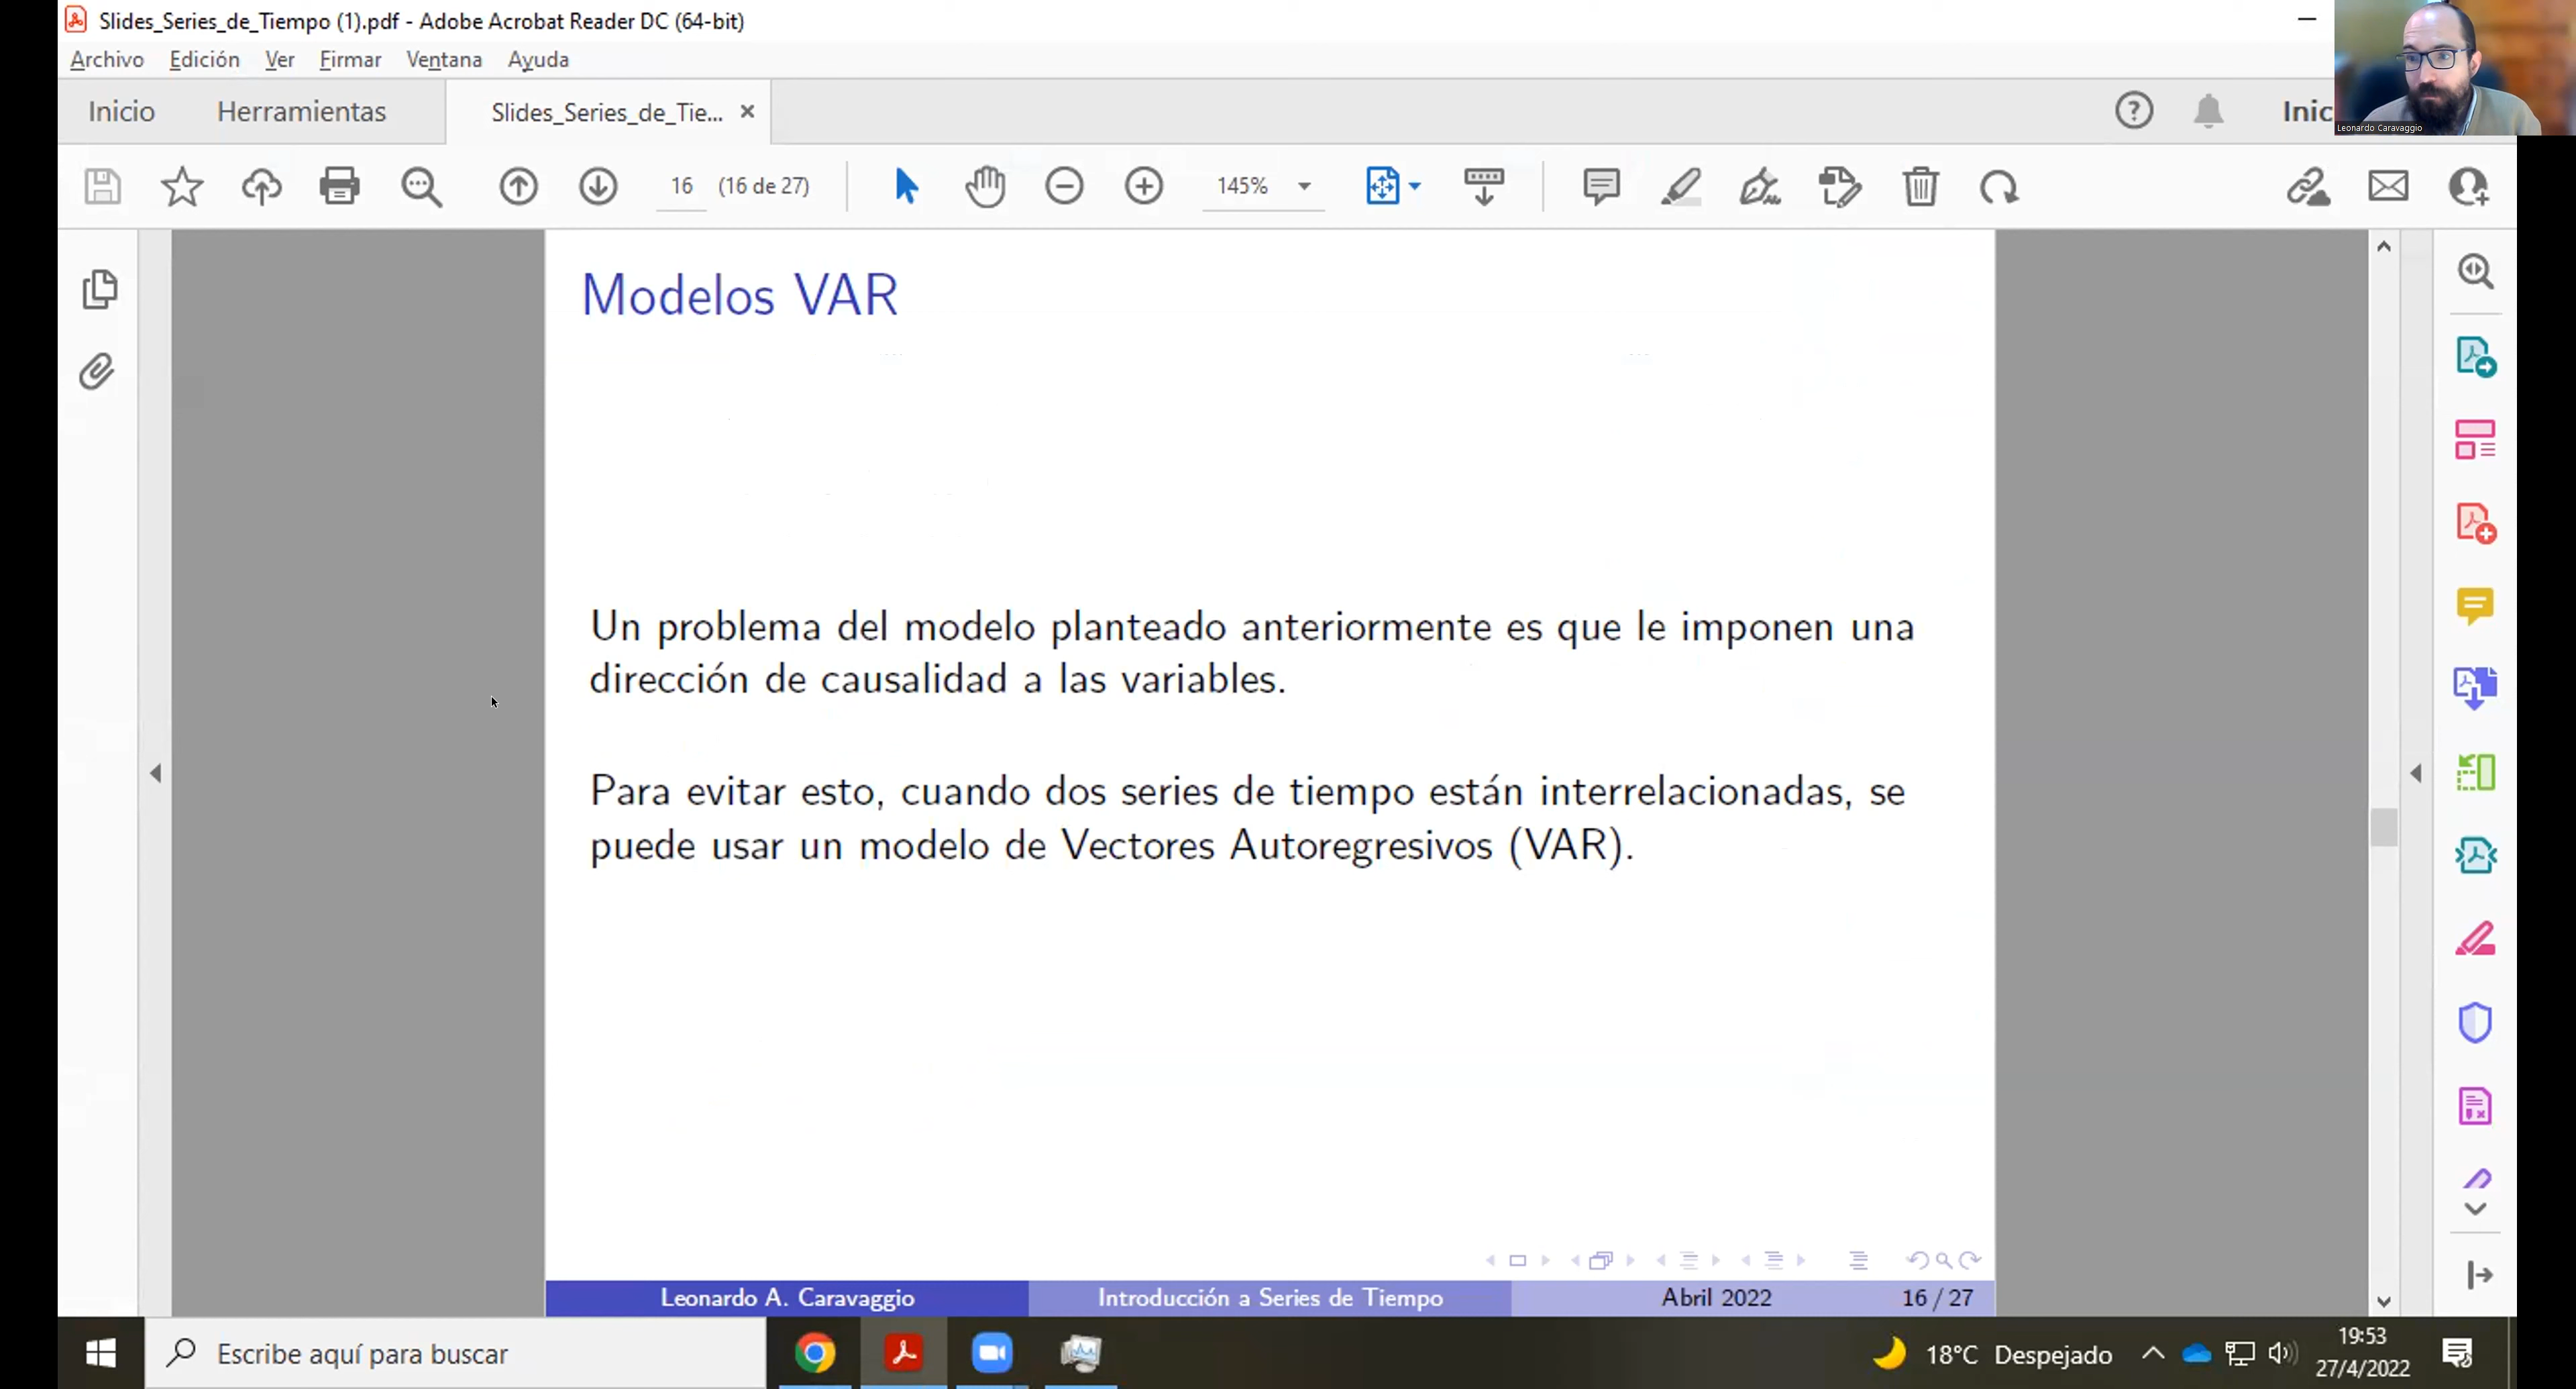 Slides_Series_de_Tiempo (1).pdf - Adobe Acrobat Reader DC (64-bit)
Archivo Edición Ver Firmar Ventana Ayuda
Inicio Herramientas Slides_Series_de_Tie... Inic
16 (16 de 27) 145%
Leonardo Caravaggio
Modelos VAR
Un problema del modelo planteado anteriormente es que le imponen una
dirección de causalidad a las variables.
Para evitar esto, cuando dos series de tiempo están interrelacionadas, se
puede usar un modelo de Vectores Autoregresivos (VAR).
Leonardo A. Caravaggio Introducción a Series de Tiempo Abril 2022 16 / 27
Escribe aquí para buscar
18°C Despejado
19:53
27/4/2022